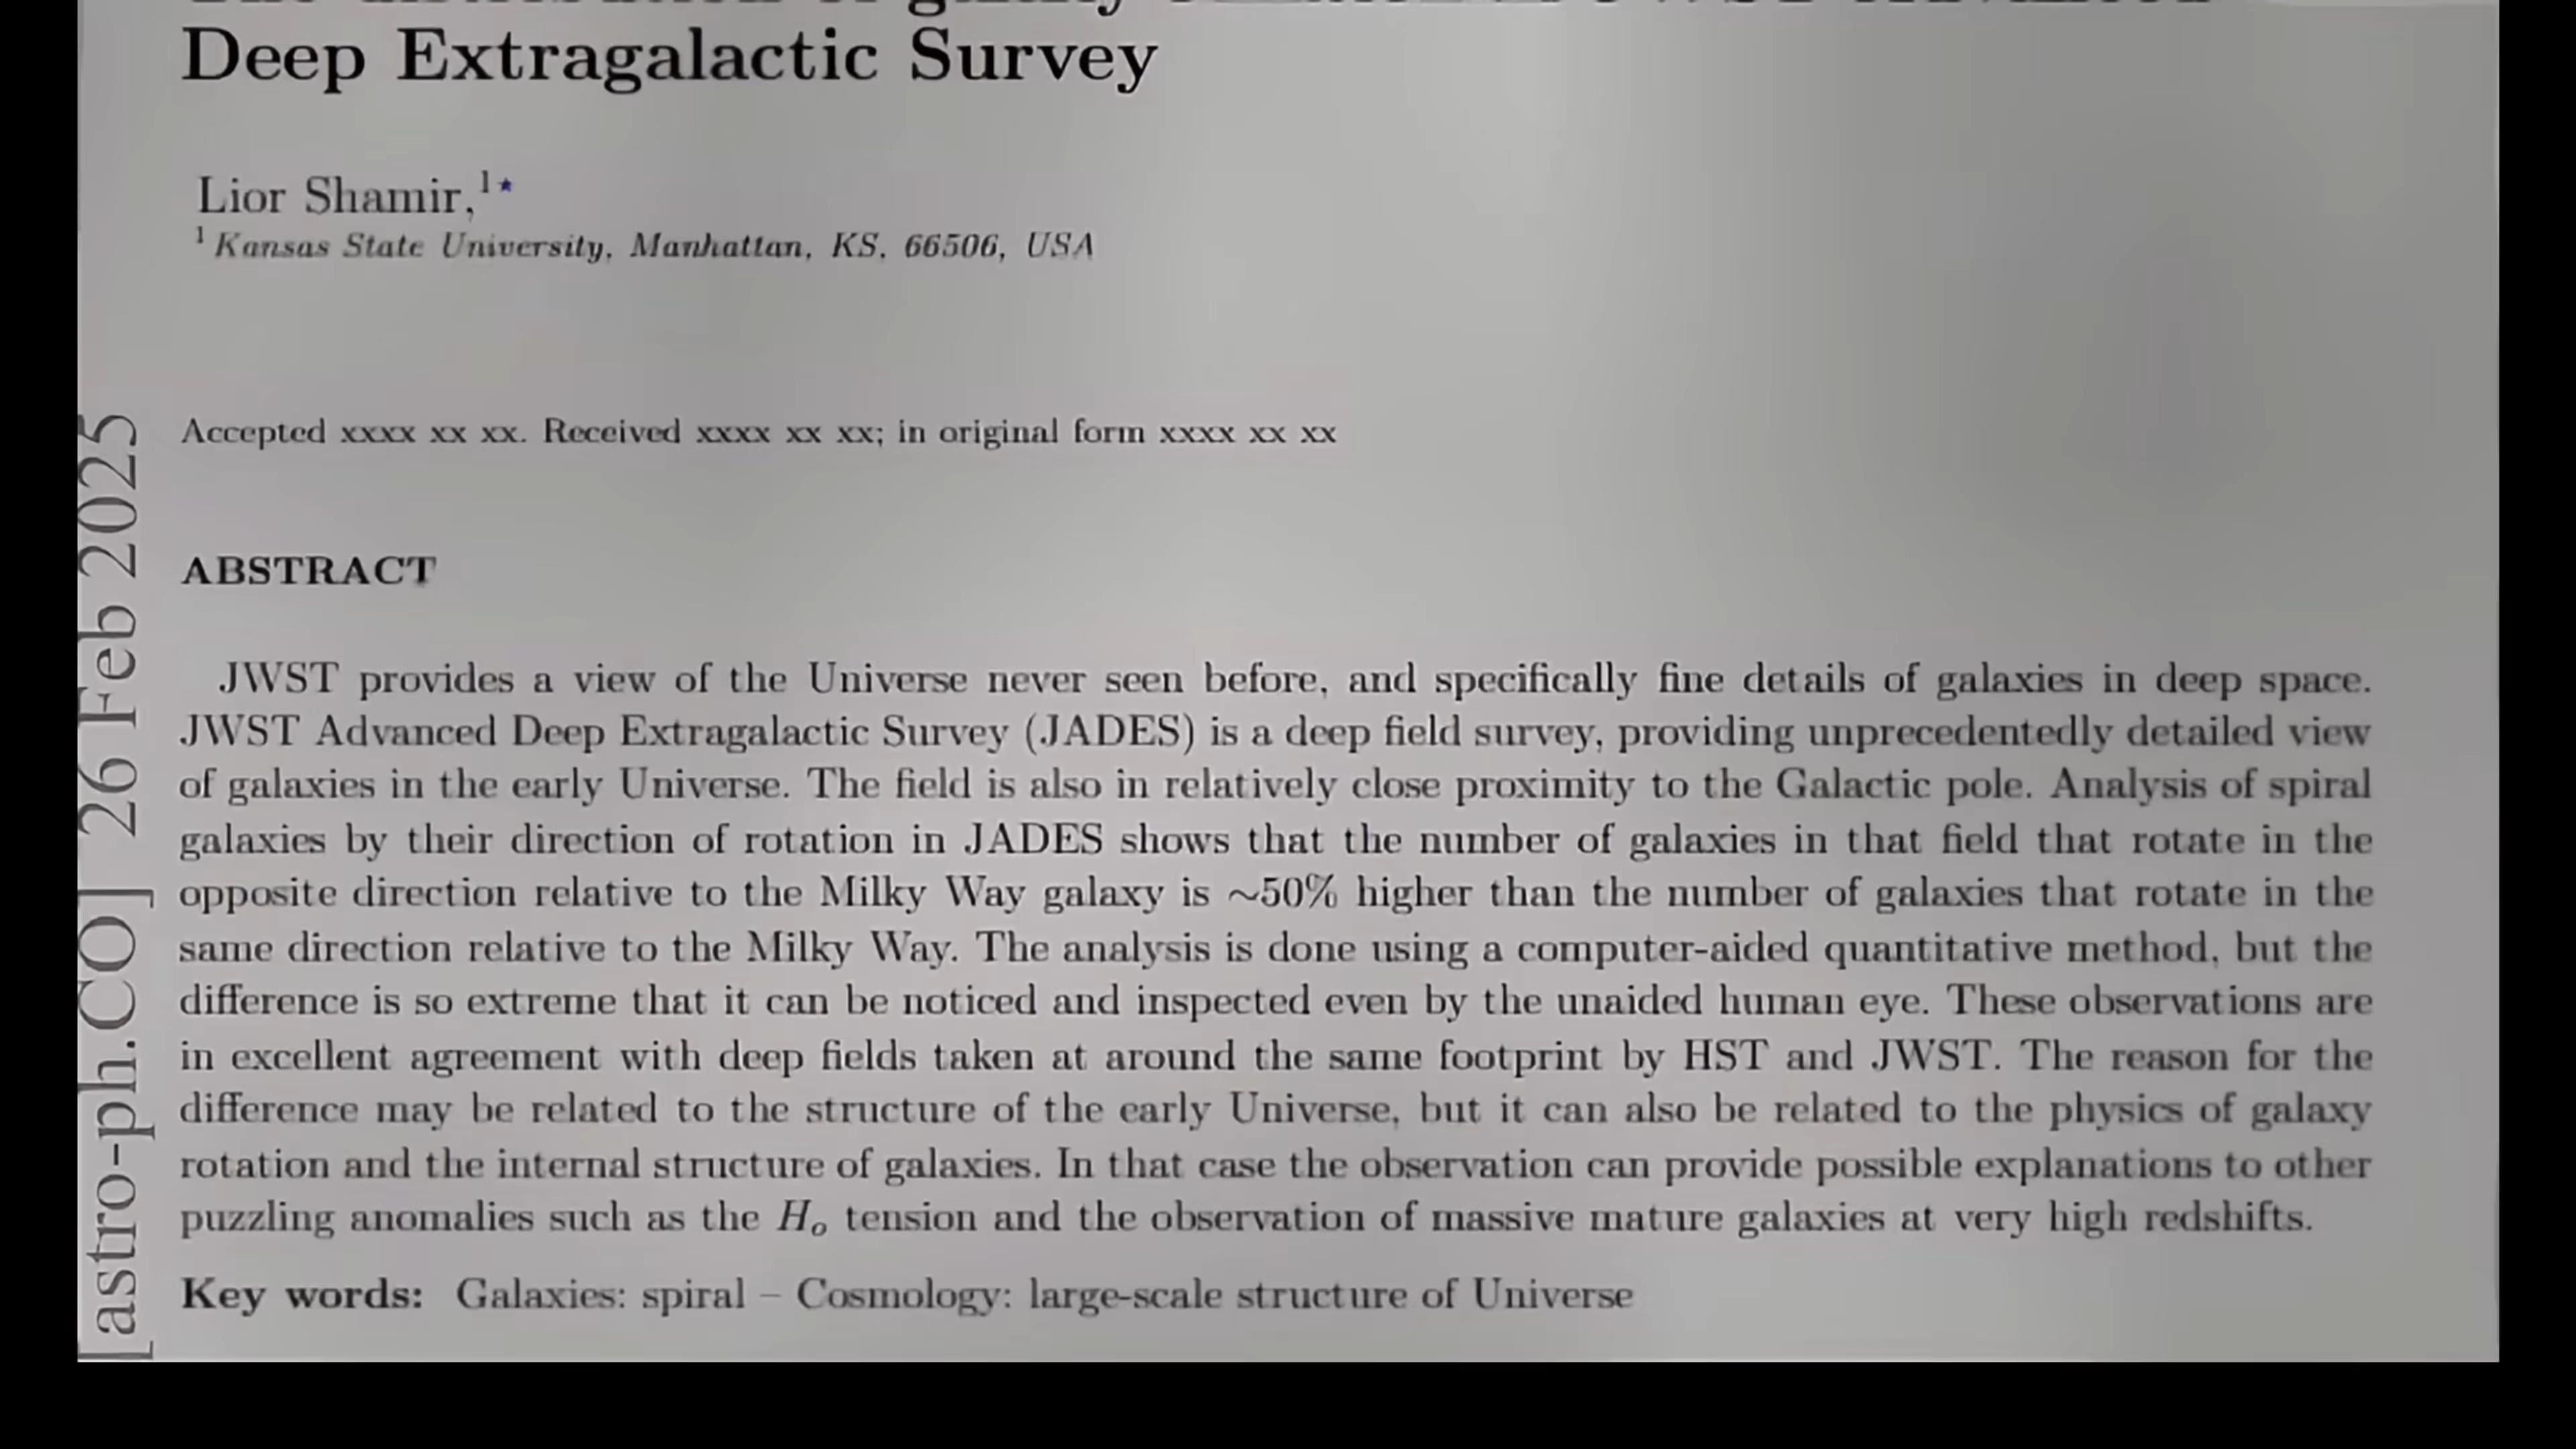 Deep Extragalactic Survey
Lior Shamir,1★
1 Kansas State University, Manhattan, KS, 66506, USA
Accepted xxxx xx xx. Received xxxx xx xx; in original form xxxx xx xx
[astro-ph.CO] 26 Feb 2025
ABSTRACT
JWST provides a view of the Universe never seen before, and specifically fine details of galaxies in deep space.
JWST Advanced Deep Extragalactic Survey (JADES) is a deep field survey, providing unprecedentedly detailed view
of galaxies in the early Universe. The field is also in relatively close proximity to the Galactic pole. Analysis of spiral
galaxies by their direction of rotation in JADES shows that the number of galaxies in that field that rotate in the
opposite direction relative to the Milky Way galaxy is ~50% higher than the number of galaxies that rotate in the
same direction relative to the Milky Way. The analysis is done using a computer-aided quantitative method, but the
difference is so extreme that it can be noticed and inspected even by the unaided human eye. These observations are
in excellent agreement with deep fields taken at around the same footprint by HST and JWST. The reason for the
difference may be related to the structure of the early Universe, but it can also be related to the physics of galaxy
rotation and the internal structure of galaxies. In that case the observation can provide possible explanations to other
puzzling anomalies such as the Ho tension and the observation of massive mature galaxies at very high redshifts.
Key words: Galaxies: spiral – Cosmology: large-scale structure of Universe